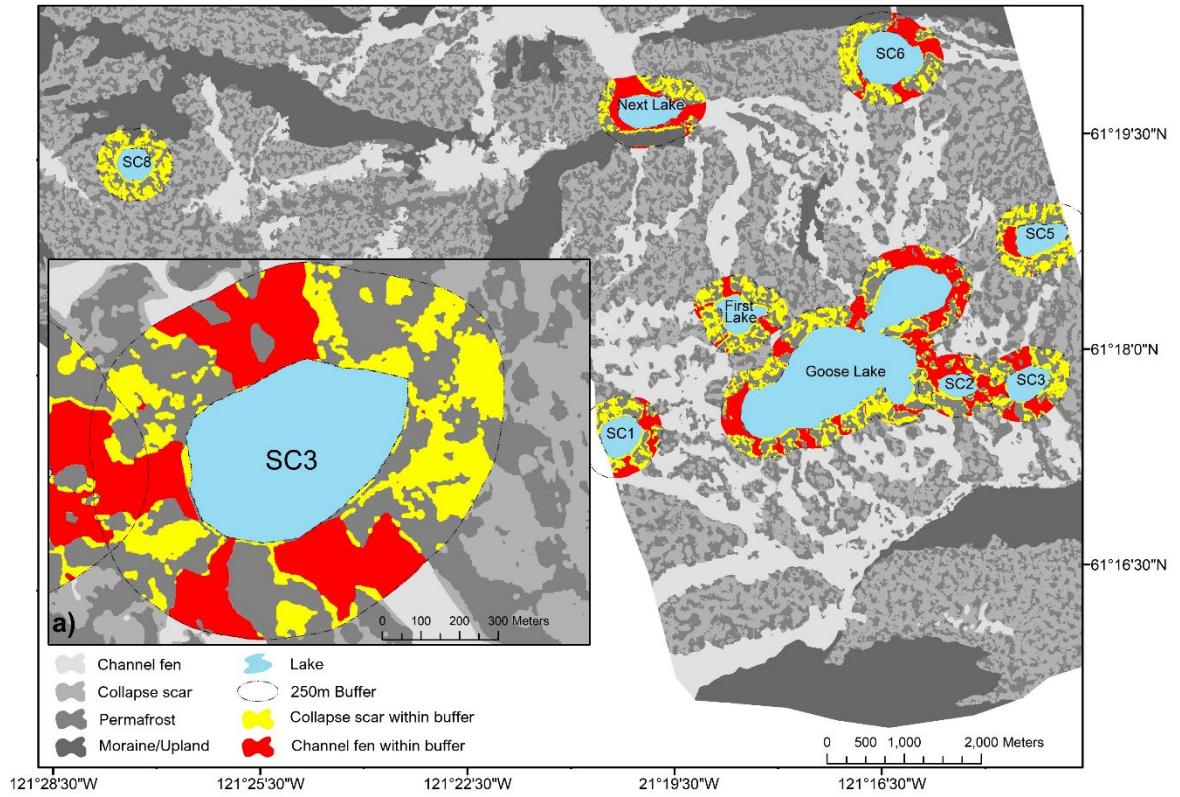 SC6
Next Lake
61°19'30"N
SC8
SC5
First
Lake
61°18'0"N
Goose Lake
SC2
SC3
SC1
SC3
61°16'30"N
a)
0 100 200 300 Meters
Channel fen
Lake
Collapse scar
250m Buffer
Permafrost
Collapse scar within buffer
Moraine/Upland
Channel fen within buffer
0 500 1,000 2,000 Meters
121°28'30"W 121°25'30"W 121°22'30"W 21°19'30"W 121°16'30"W